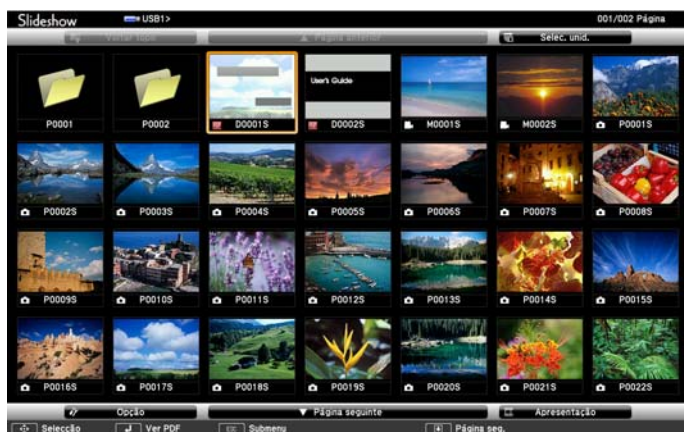 Slideshow USB1> 001/002 Página
Voltar topo ▲ Página anterior Selec. unid.
User's Guide
P0001 P0002 D0001S D0002S M0001S M0002S P0001S
P0002S P0003S P0004S P0005S P0006S P0007S P0008S
P0009S P0010S P0011S P0012S P0013S P0014S P0015S
P0016S P0017S P0018S P0019S P0020S P0021S P0022S
Opção ▼ Página seguinte Apresentação
Selecção Ver PDF Esc Submenu Página seg.